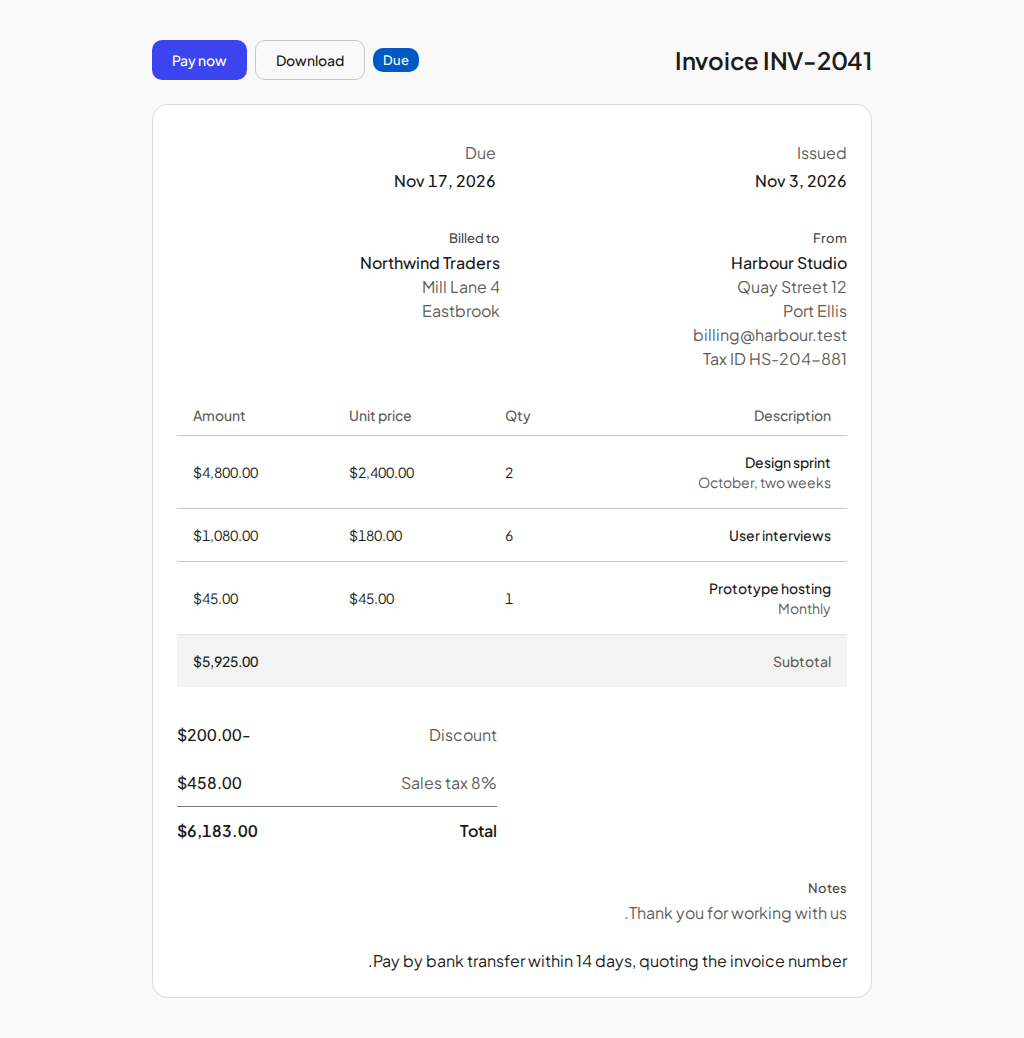 Invoice INV-2041
Due
Download
Pay now
Issued
Nov 3, 2026
Due
Nov 17, 2026
From
Harbour Studio
Quay Street 12
Port Ellis
billing@harbour.test
Tax ID HS-204-881
Billed to
Northwind Traders
Mill Lane 4
Eastbrook
Description Qty Unit price Amount
Design sprint 2 $2,400.00 $4,800.00
October, two weeks
User interviews 6 $180.00 $1,080.00
Prototype hosting 1 $45.00 $45.00
Monthly
Subtotal $5,925.00
Discount $200.00-
Sales tax 8% $458.00
Total $6,183.00
Notes
.Thank you for working with us
.Pay by bank transfer within 14 days, quoting the invoice number